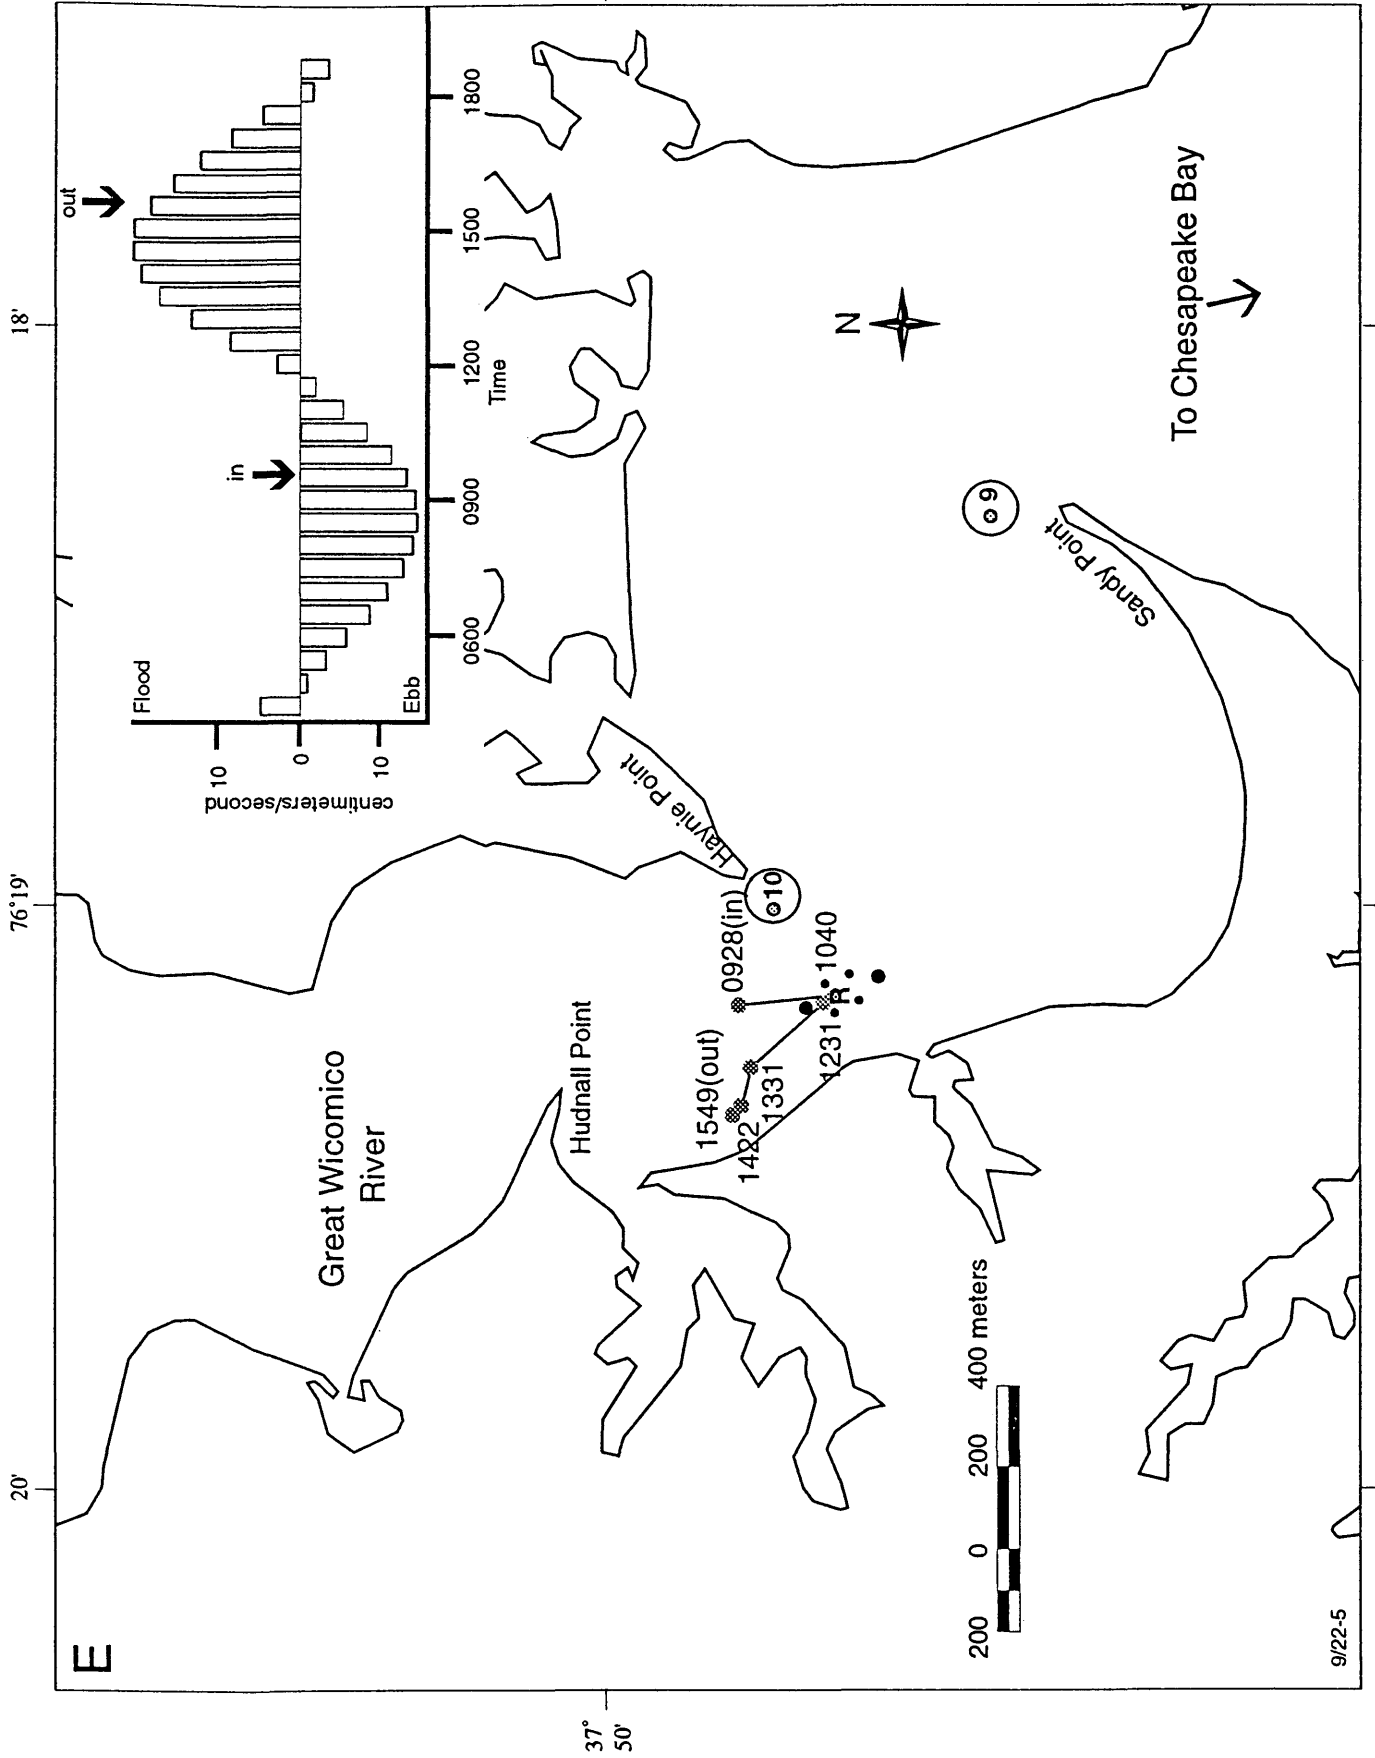 E
20'
76°19'
18'
37°
50'
Great Wicomico
River
Hudnall Point
Haynie Point
Sandy Point
0928(in)
10
1040
R
1231
1331
1422
1549(out)
9
N
To Chesapeake Bay
200
0
200
400 meters
9/22-5
Flood
Ebb
in
out
10
0
10
centimeters/second
0600
0900
1200
1500
1800
Time